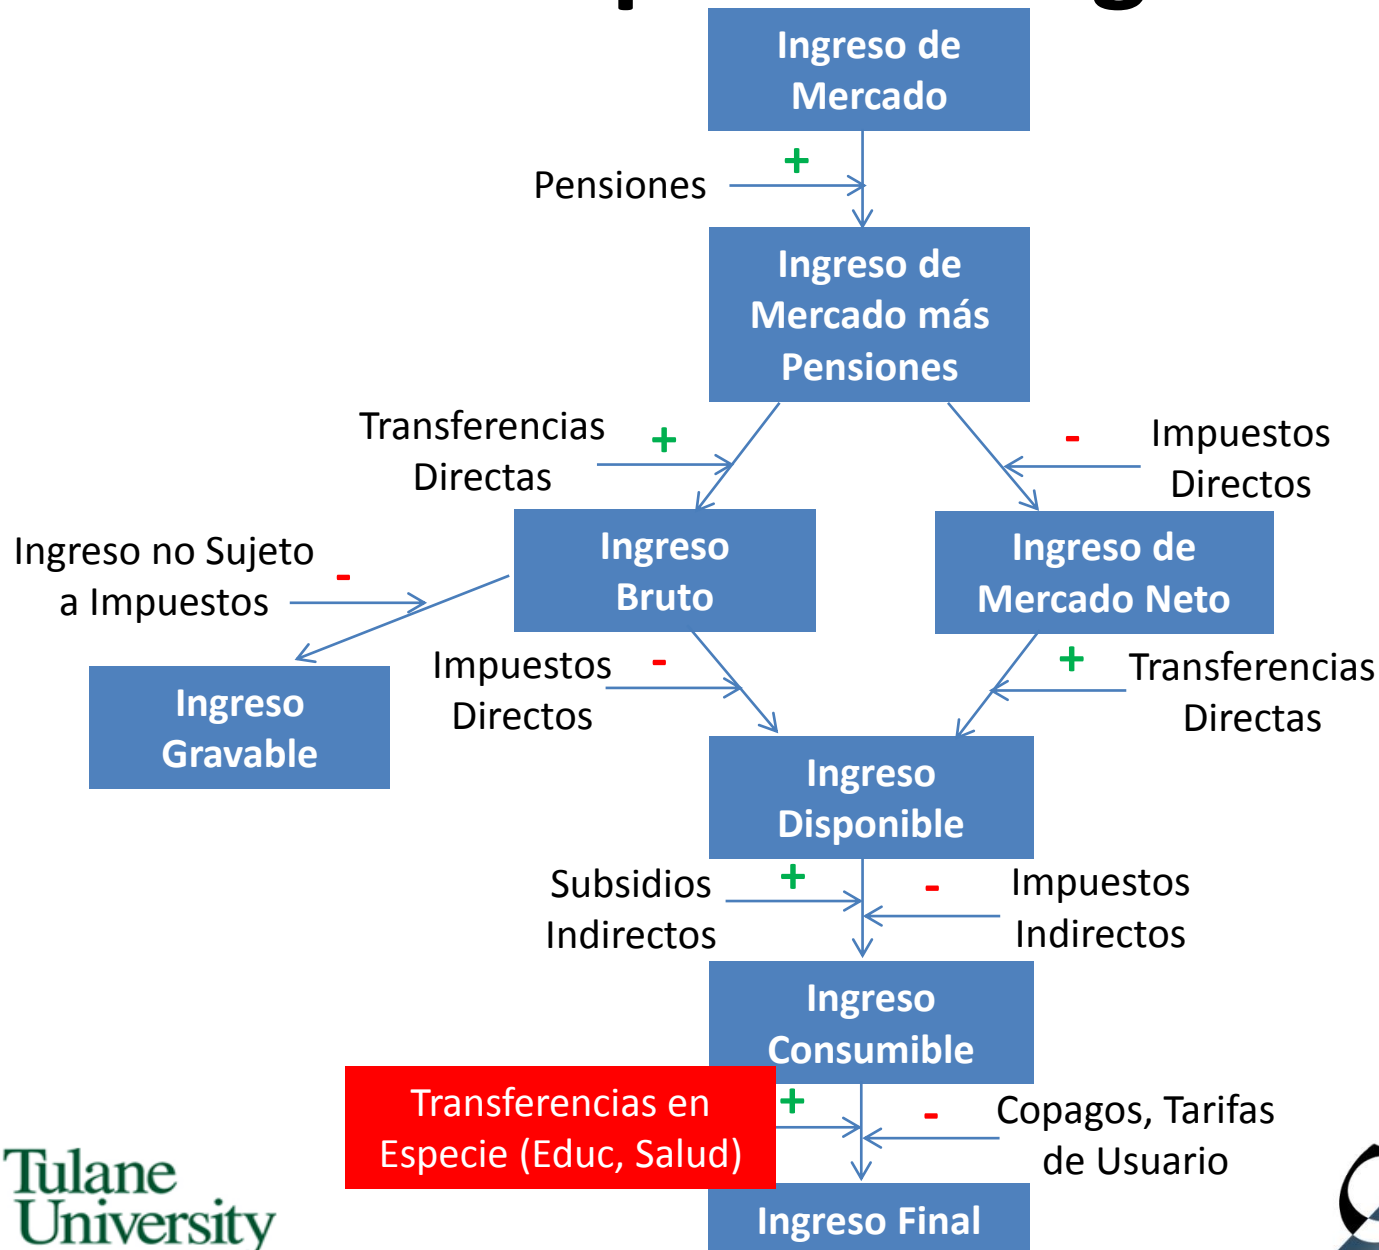 Ingreso de
Mercado
+
Pensiones
Ingreso de
Mercado más
Pensiones
Transferencias
Directas
+
-
Impuestos
Directos
Ingreso no Sujeto
a Impuestos
-
Ingreso
Bruto
Ingreso de
Mercado Neto
Ingreso
Gravable
Impuestos
Directos
-
+
Transferencias
Directas
Ingreso
Disponible
Subsidios
Indirectos
+
-
Impuestos
Indirectos
Ingreso
Consumible
Transferencias en
Especie (Educ, Salud)
+
-
Copagos, Tarifas
de Usuario
Ingreso Final
Tulane
University